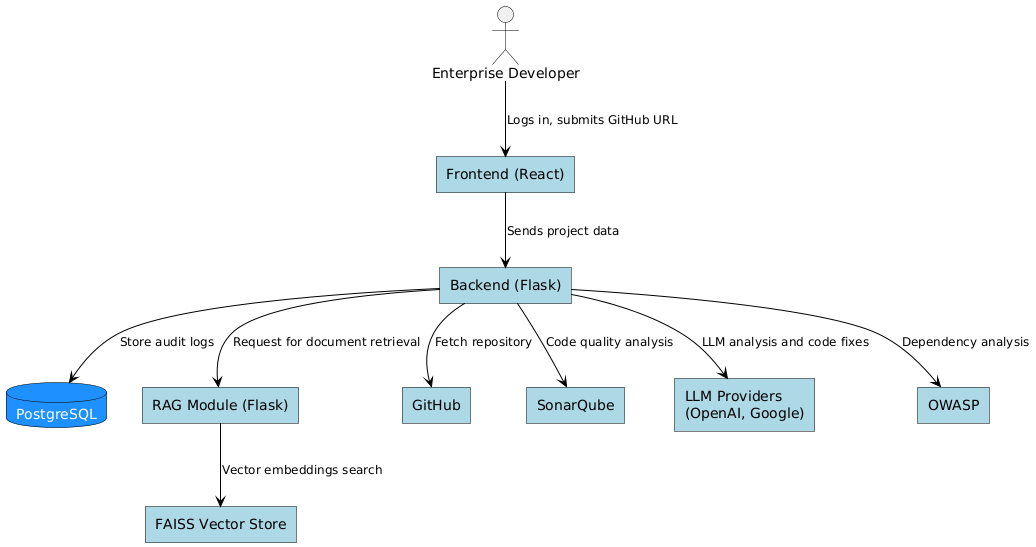 Enterprise Developer
Logs in, submits GitHub URL
Frontend (React)
Sends project data
Backend (Flask)
Store audit logs
Request for document retrieval
Fetch repository
Code quality analysis
LLM analysis and code fixes
Dependency analysis
PostgreSQL
RAG Module (Flask)
GitHub
SonarQube
LLM Providers
(OpenAI, Google)
OWASP
Vector embeddings search
FAISS Vector Store